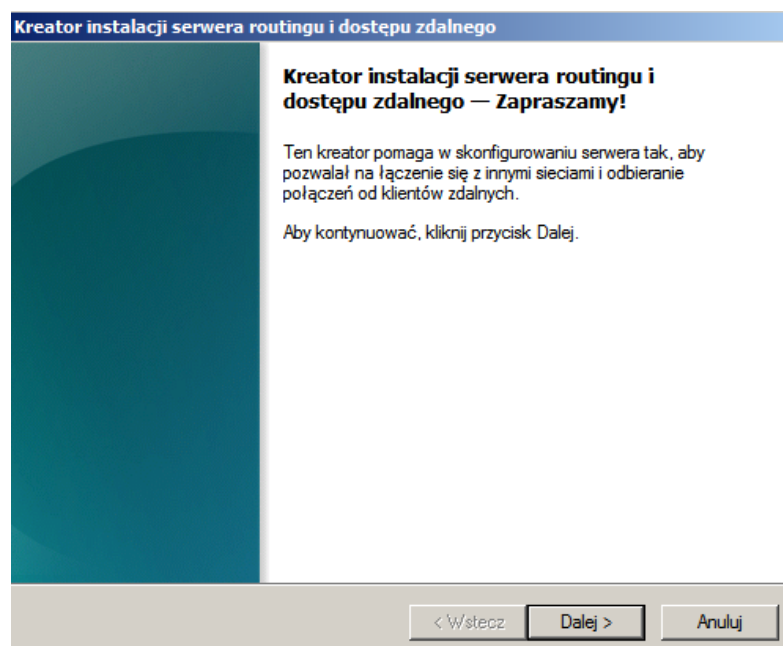 Kreator instalacji serwera routingu i dostępu zdalnego
Kreator instalacji serwera routingu i
dostępu zdalnego — Zapraszamy!
Ten kreator pomaga w skonfigurowaniu serwera tak, aby
pozwalał na łączenie się z innymi sieciami i odbieranie
połączeń od klientów zdalnych.
Aby kontynuować, kliknij przycisk Dalej.
< Wstecz
Dalej >
Anuluj